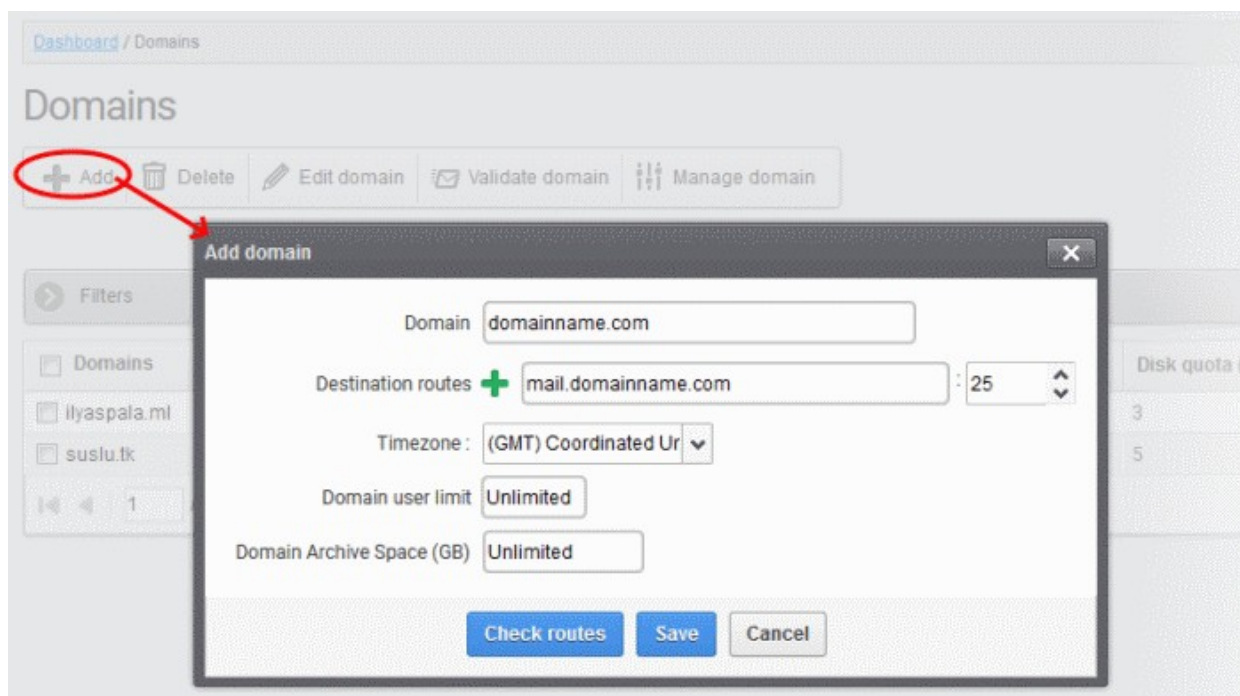 Dashboard / Domains
Domains
Add Delete Edit domain Validate domain Manage domain
Add domain
Filters
Domain domainname.com
Domains Disk quota
Destination routes mail.domainname.com : 25
ilyaspala.ml 3
Timezone : (GMT) Coordinated Ur
suslu.tk 5
Domain user limit Unlimited
1
Domain Archive Space (GB) Unlimited
Check routes Save Cancel